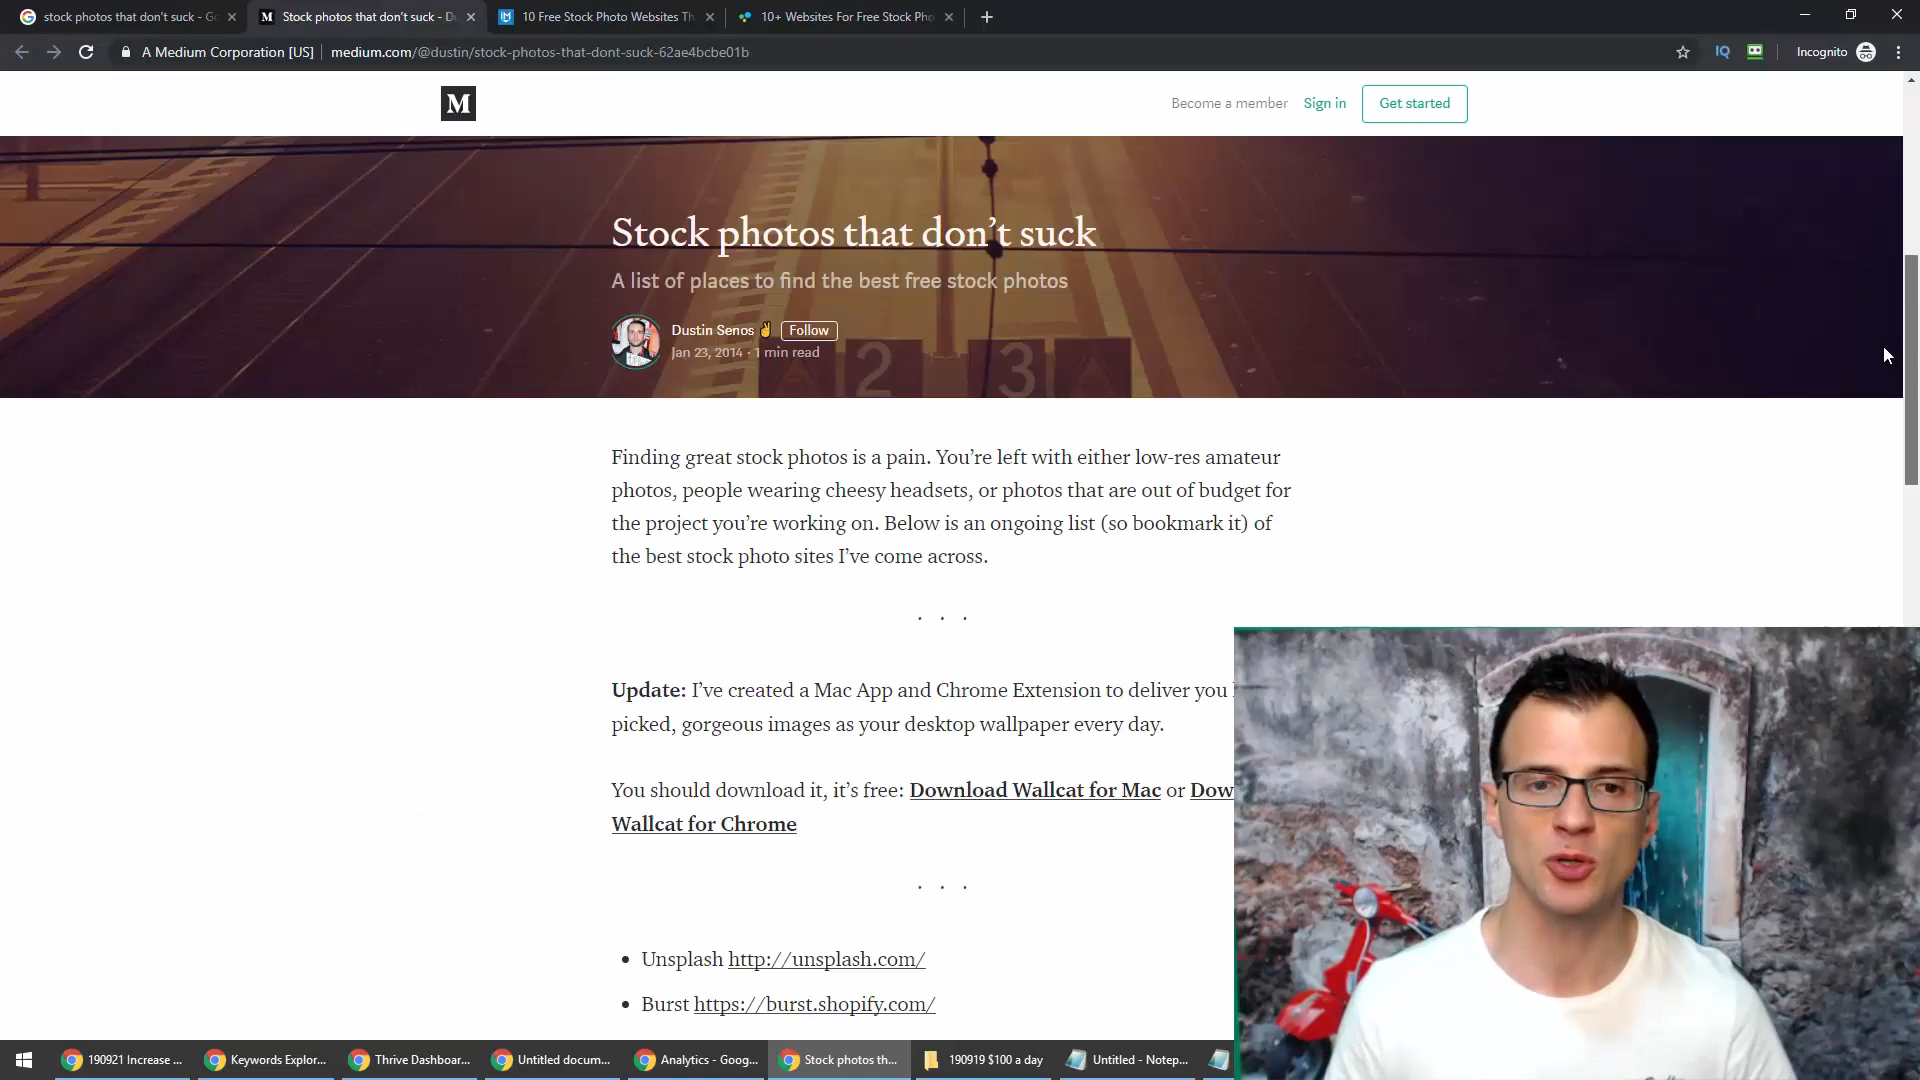 stock photos that don't suck - Go
Stock photos that don't suck - D
10 Free Stock Photo Websites Th
10+ Websites For Free Stock Pho
A Medium Corporation [US]
medium.com/@dustin/stock-photos-that-dont-suck-62ae4bcbe01b
IQ
Incognito
M
Become a member
Sign in
Get started
Stock photos that don’t suck
A list of places to find the best free stock photos
Dustin Senos ✌
Follow
Jan 23, 2014 · 1 min read
2 3
Finding great stock photos is a pain. You’re left with either low-res amateur
photos, people wearing cheesy headsets, or photos that are out of budget for
the project you’re working on. Below is an ongoing list (so bookmark it) of
the best stock photo sites I’ve come across.
. . .
Update: I’ve created a Mac App and Chrome Extension to deliver you
picked, gorgeous images as your desktop wallpaper every day.
You should download it, it’s free: Download Wallcat for Mac or Dow
Wallcat for Chrome
. . .
• Unsplash http://unsplash.com/
• Burst https://burst.shopify.com/
190921 Increase ...
Keywords Explor...
Thrive Dashboar...
Untitled docum...
Analytics - Goog...
Stock photos th...
190919 $100 a day
Untitled - Notep...